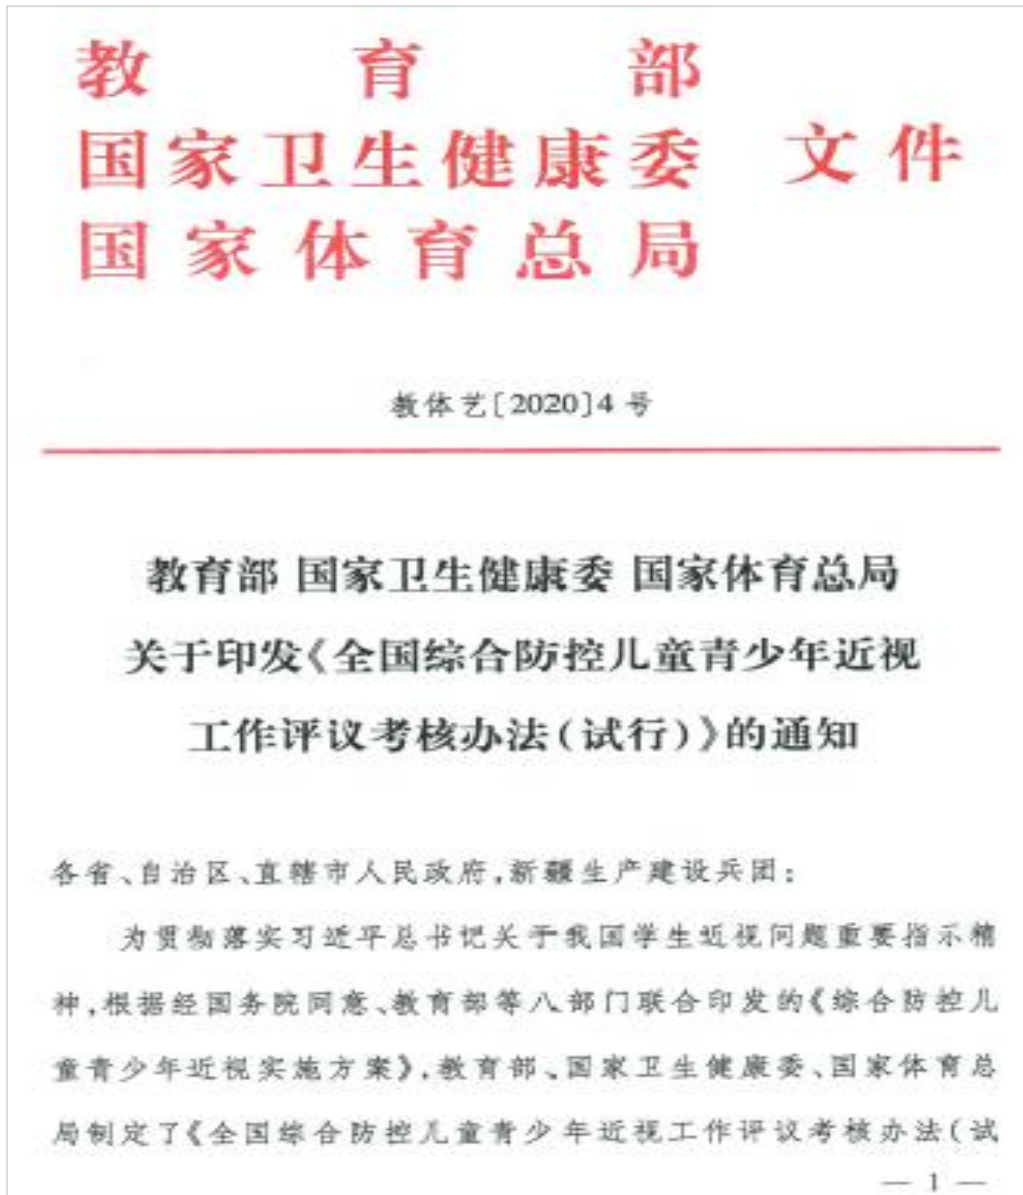 教育部
国家卫生健康委 文件
国家体育总局
教体艺[2020]4号
教育部 国家卫生健康委 国家体育总局
关于印发《全国综合防控儿童青少年近视
工作评议考核办法(试行)》的通知
各省、自治区、直辖市人民政府,新疆生产建设兵团:
为贯彻落实习近平总书记关于我国学生近视问题重要指示精
神,根据经国务院同意、教育部等八部门联合印发的《综合防控儿
童青少年近视实施方案》,教育部、国家卫生健康委、国家体育总
局制定了《全国综合防控儿童青少年近视工作评议考核办法(试
— 1 —